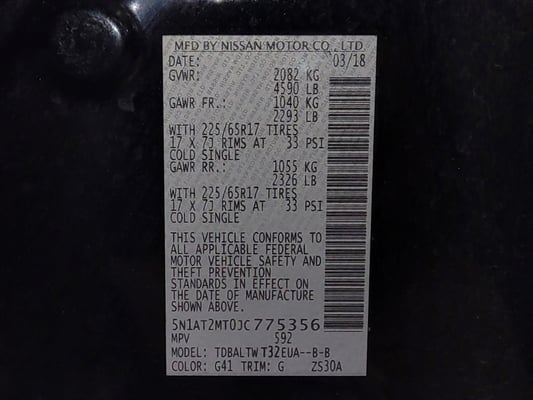 MFD BY NISSAN MOTOR CO., LTD
DATE: 03/18
GVWR: 2082 KG
4590 LB
GAWR FR.: 1040 KG
2293 LB
WITH 225/65R17 TIRES
17 X 7J RIMS AT 33 PSI
COLD SINGLE
GAWR RR.: 1055 KG
2326 LB
WITH 225/65R17 TIRES
17 X 7J RIMS AT 33 PSI
COLD SINGLE
THIS VEHICLE CONFORMS TO
ALL APPLICABLE FEDERAL
MOTOR VEHICLE SAFETY AND
THEFT PREVENTION
STANDARDS IN EFFECT ON
THE DATE OF MANUFACTURE
SHOWN ABOVE.
5N1AT2MT0JC775356
MPV 592
MODEL: TDBALTW T32EUA--B-B
COLOR: G41 TRIM: G ZS30A